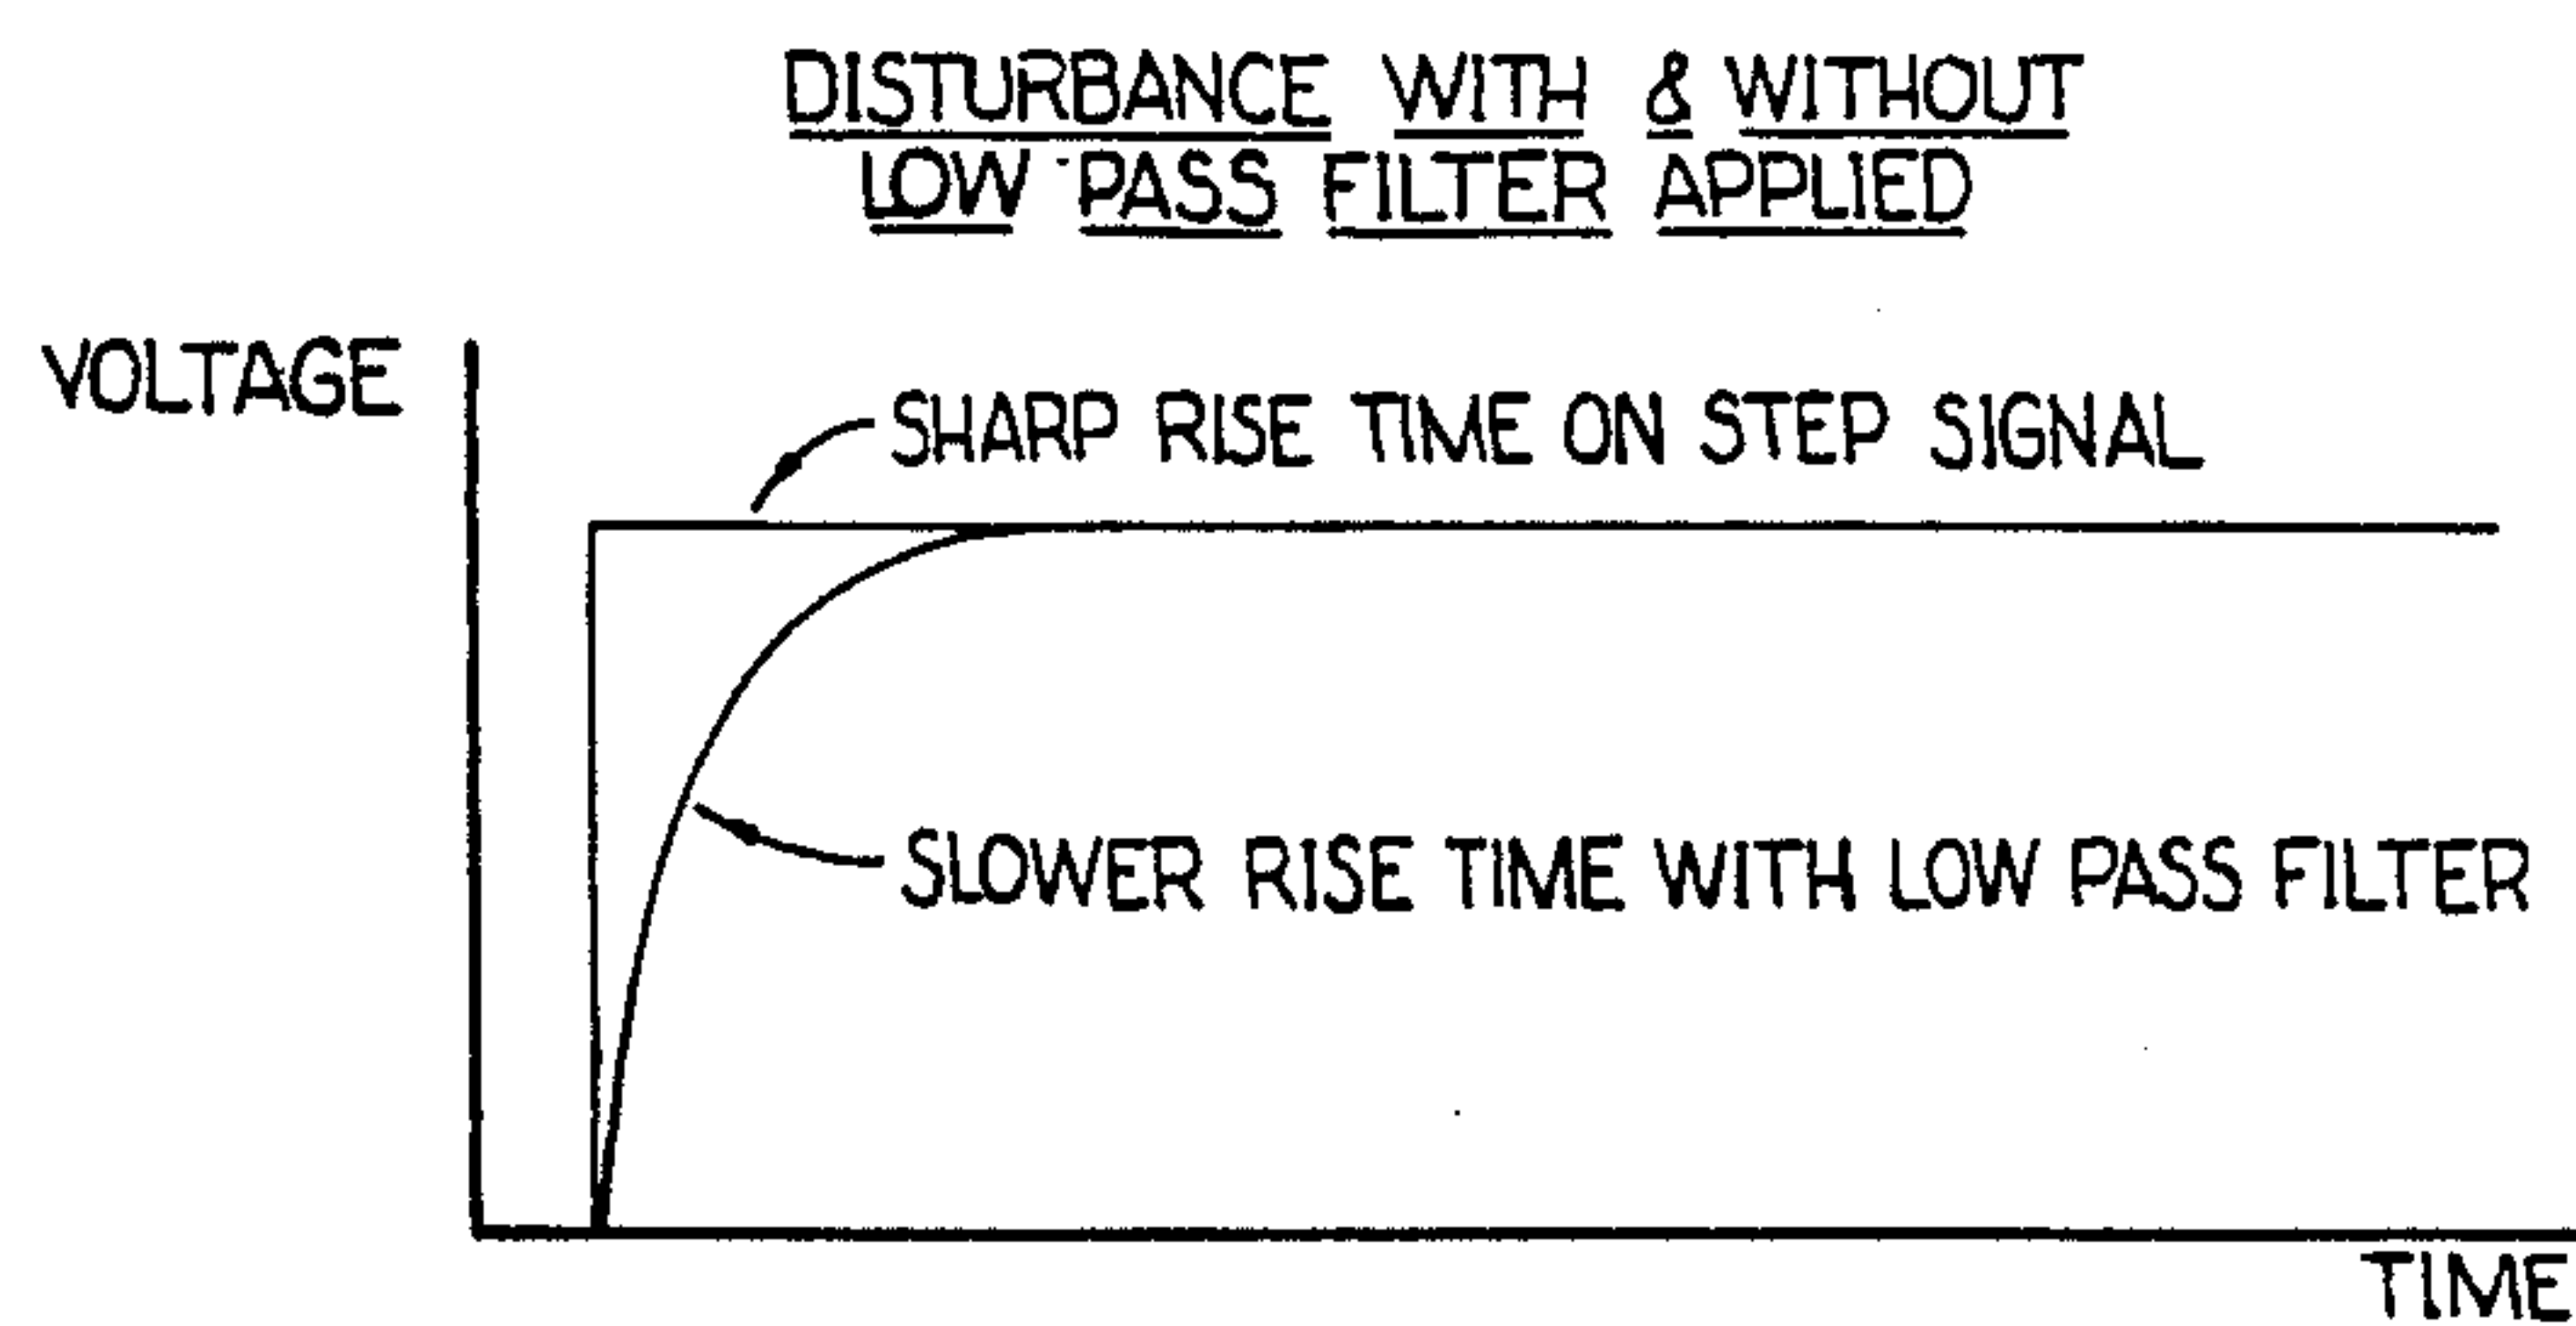 DISTURBANCE WITH & WITHOUT
LOW PASS FILTER APPLIED
VOLTAGE
SHARP RISE TIME ON STEP SIGNAL
SLOWER RISE TIME WITH LOW PASS FILTER
TIME